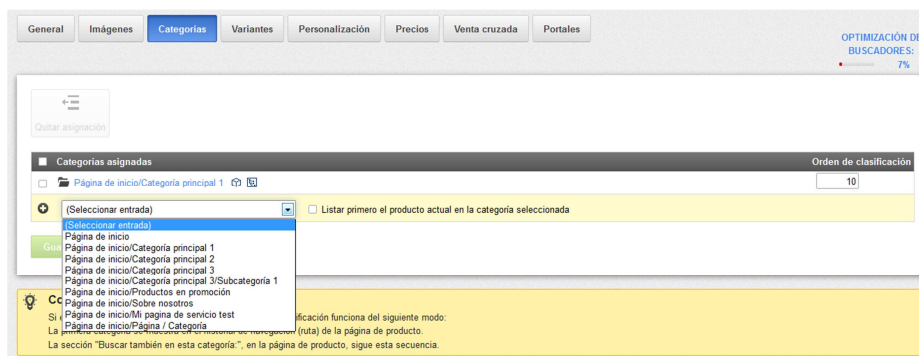 General Imágenes Categorías Variantes Personalización Precios Venta cruzada Portales
OPTIMIZACIÓN DE
BUSCADORES:
7%
Quitar asignación
Categorías asignadas Orden de clasificación
Página de inicio/Categoría principal 1 10
(Seleccionar entrada) Listar primero el producto actual en la categoría seleccionada
(Seleccionar entrada)
Página de inicio
Página de inicio/Categoría principal 1
Página de inicio/Categoría principal 2
Página de inicio/Categoría principal 3
Página de inicio/Categoría principal 3/Subcategoría 1
Página de inicio/Productos en promoción
Página de inicio/Sobre nosotros
Página de inicio/Mi pagina de servicio test
Página de inicio/Página / Categoría
Gua
Co
Si ificación funciona del siguiente modo:
La primera categoría se muestra en el historial de navegación (ruta) de la página de producto.
La sección "Buscar también en esta categoría:", en la página de producto, sigue esta secuencia.